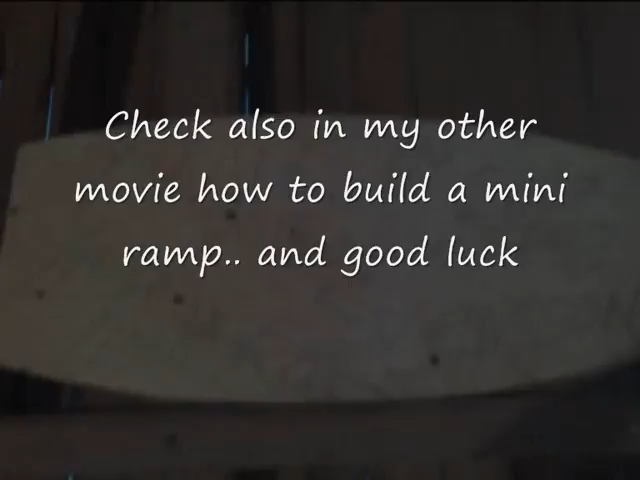 Check also in my other
movie how to build a mini
ramp.. and good luck